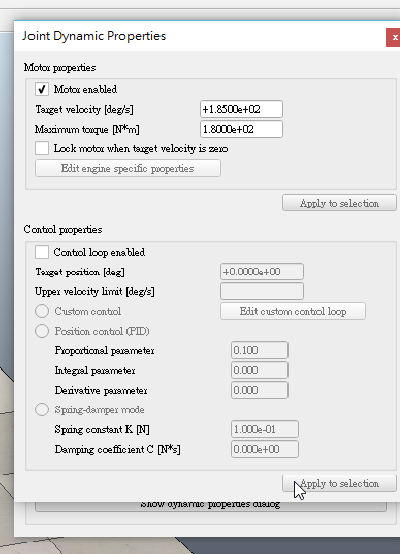 Joint Dynamic Properties
x
Motor properties
Motor enabled
Target velocity [deg/s] +1.8500e+02
Maximum torque [N*m] 1.8000e+02
Lock motor when target velocity is zero
Edit engine specific properties
Apply to selection
Control properties
Control loop enabled
Target position [deg] +0.0000e+00
Upper velocity limit [deg/s]
Custom control Edit custom control loop
Position control (PID)
Proportional parameter 0.100
Integral parameter 0.000
Derivative parameter 0.000
Spring-damper mode
Spring constant K [N] 1.000e-01
Damping coefficient C [N*s] 0.000e+00
Apply to selection
Show dynamic properties dialog